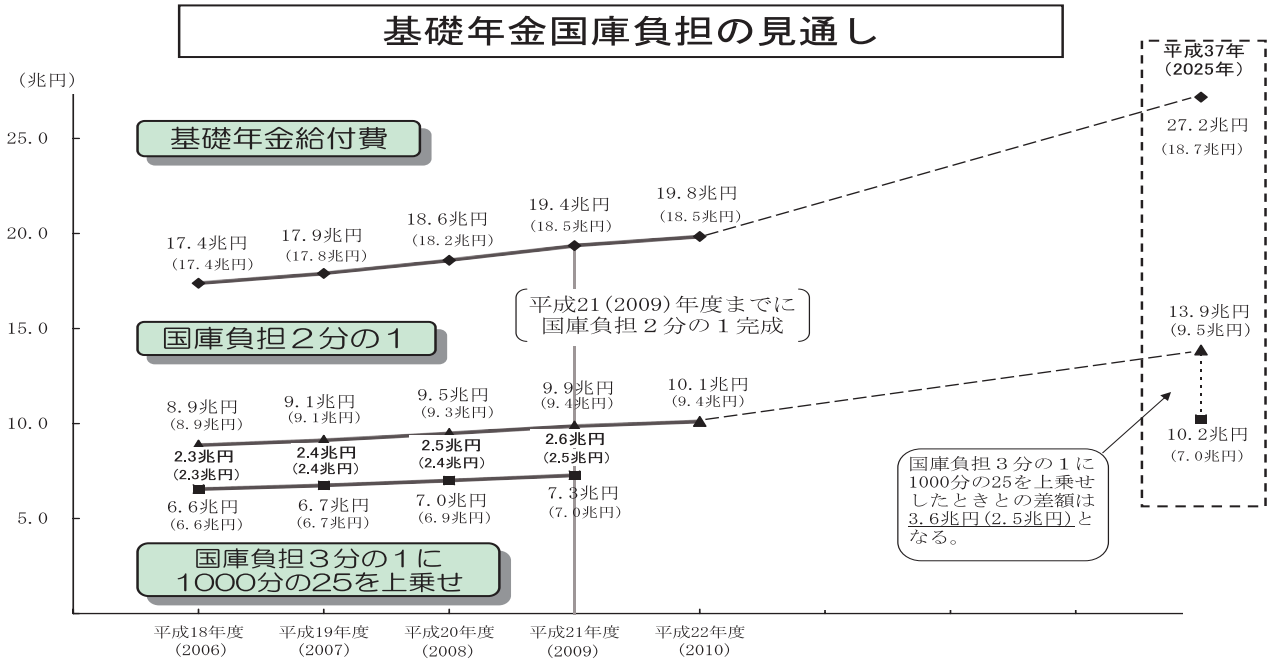 基礎年金国庫負担の見通し
(兆円)
平成37年
(2025年)
25.0
20.0
15.0
10.0
5.0
基礎年金給付費
17.4兆円
(17.4兆円)
17.9兆円
(17.8兆円)
18.6兆円
(18.2兆円)
19.4兆円
(18.5兆円)
19.8兆円
(18.5兆円)
27.2兆円
(18.7兆円)
平成21(2009)年度までに
国庫負担2分の1完成
国庫負担2分の1
8.9兆円
(8.9兆円)
9.1兆円
(9.1兆円)
9.5兆円
(9.3兆円)
9.9兆円
(9.4兆円)
10.1兆円
(9.4兆円)
13.9兆円
(9.5兆円)
2.3兆円
(2.3兆円)
2.4兆円
(2.4兆円)
2.5兆円
(2.4兆円)
2.6兆円
(2.5兆円)
6.6兆円
(6.6兆円)
6.7兆円
(6.7兆円)
7.0兆円
(6.9兆円)
7.3兆円
(7.0兆円)
10.2兆円
(7.0兆円)
国庫負担3分の1に
1000分の25を上乗せ
したときとの差額は
3.6兆円(2.5兆円)と
なる。
国庫負担3分の1に
1000分の25を上乗せ
平成18年度
(2006)
平成19年度
(2007)
平成20年度
(2008)
平成21年度
(2009)
平成22年度
(2010)